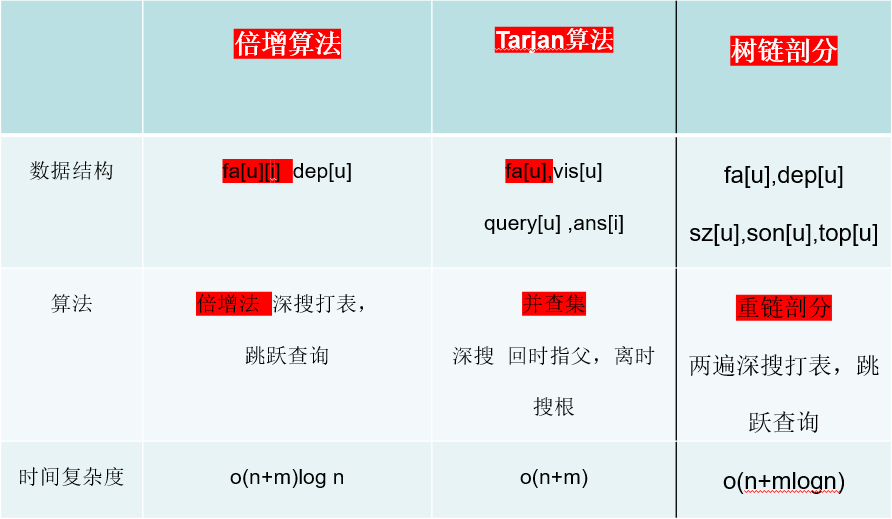 倍增算法
Tarjan算法
树链剖分
数据结构
fa[u][i] dep[u]
fa[u],vis[u]
query[u] ,ans[i]
fa[u],dep[u]
sz[u],son[u],top[u]
算法
倍增法 深搜打表，
跳跃查询
并查集
深搜 回时指父，离时
搜根
重链剖分
两遍深搜打表，跳
跃查询
时间复杂度
o(n+m)log n
o(n+m)
o(n+mlogn)